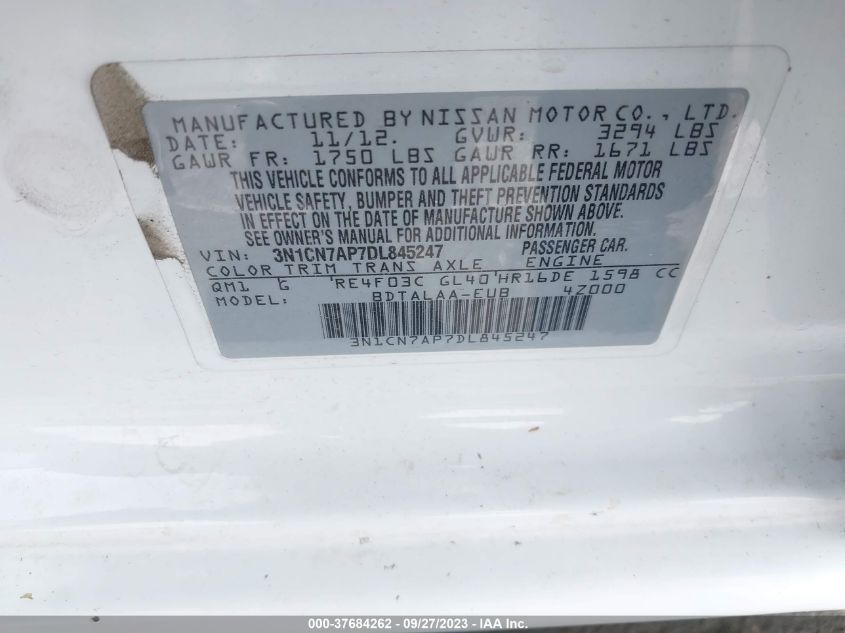 MANUFACTURED BY NISSAN MOTOR CO., LTD.
DATE: 11/12. GVWR: 3294 LBS
GAWR FR: 1750 LBS GAWR RR: 1671 LBS
THIS VEHICLE CONFORMS TO ALL APPLICABLE FEDERAL MOTOR
VEHICLE SAFETY, BUMPER AND THEFT PREVENTION STANDARDS
IN EFFECT ON THE DATE OF MANUFACTURE SHOWN ABOVE.
SEE OWNER'S MANUAL FOR ADDITIONAL INFORMATION.
VIN: 3N1CN7AP7DL845247 PASSENGER CAR.
COLOR TRIM TRANS AXLE ENGINE
QM1 G 'RE4F03C GL40'HR16DE 1598 CC
MODEL: BDTALAA-EUB 4Z000
3N1CN7AP7DL845247
000-37684262 - 09/27/2023 - IAA Inc.